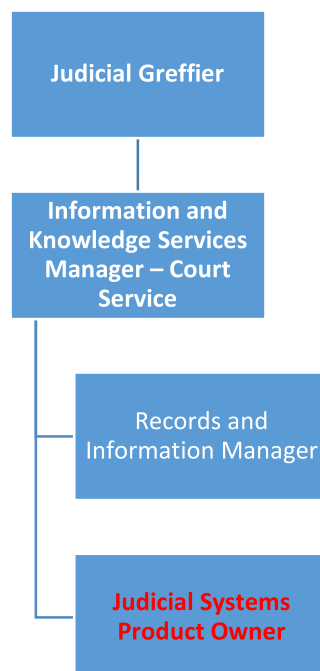 Judicial Greffier
Information and
Knowledge Services
Manager – Court
Service
Records and
Information Manager
Judicial Systems
Product Owner